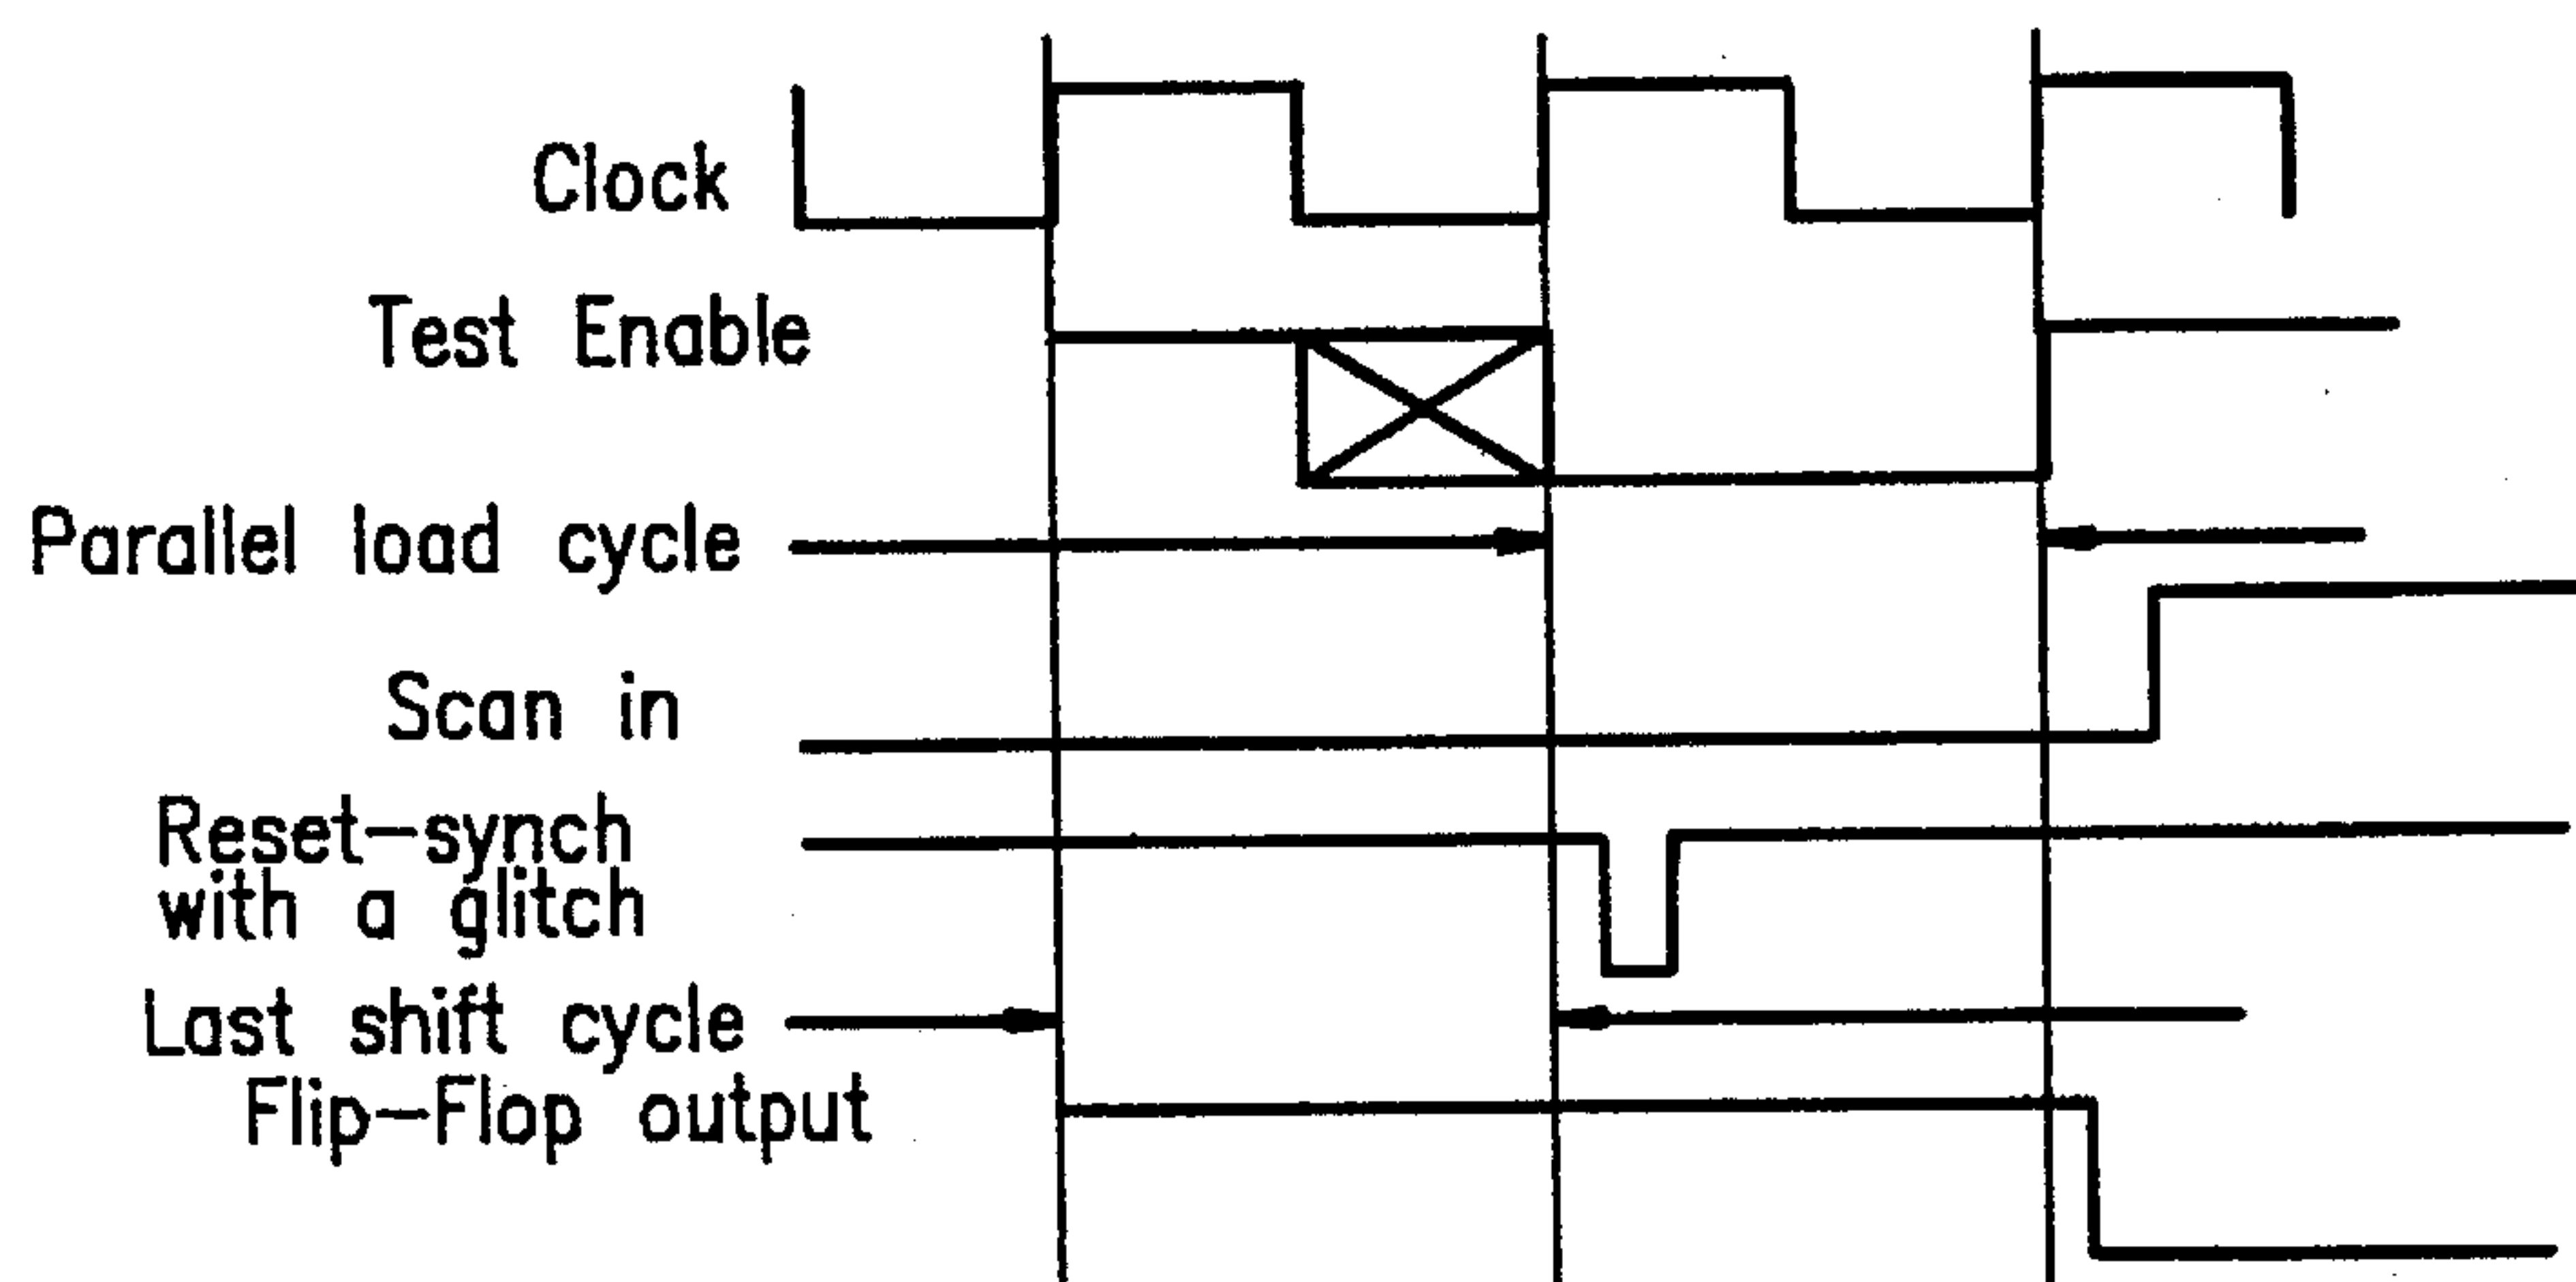 Clock
Test Enable
Parallel load cycle
Scan in
Reset-synch
with a glitch
Last shift cycle
Flip-Flop output